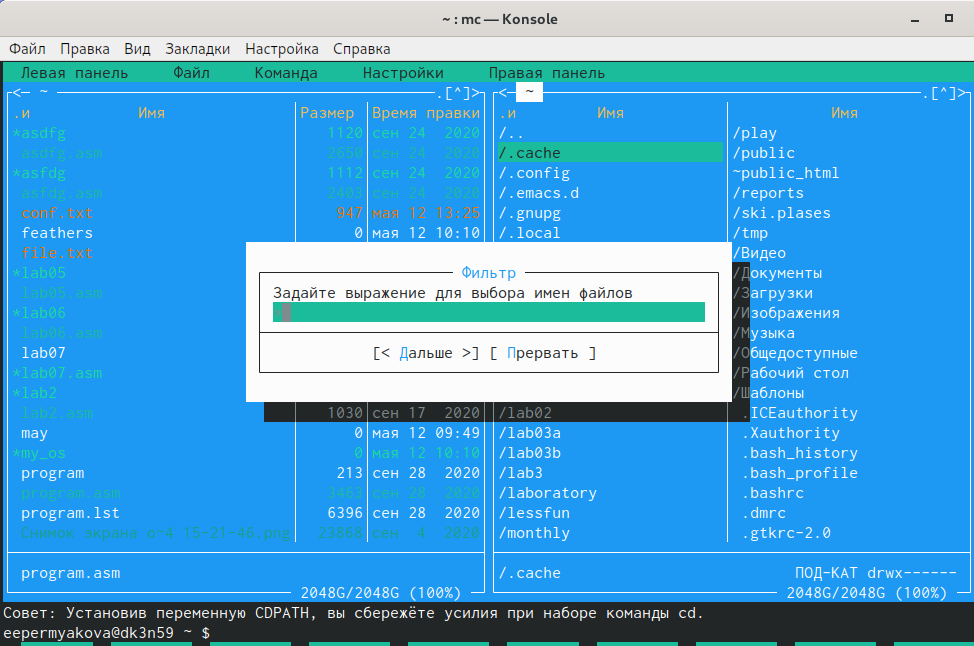 ~ : mc — Konsole
Файл Правка Вид Закладки Настройка Справка
Левая панель Файл Команда Настройки Правая панель
<─ ~ .[^]>
.и Имя Размер Время правки
*asdfg 1120 сен 24 2020
asdfg.asm 2650 сен 24 2020
*asfdg 1112 сен 24 2020
asfdg.asm 2403 сен 24 2020
conf.txt 947 мая 12 13:25
feathers 0 мая 12 10:10
file.txt
*lab05
lab05.asm
*lab06
lab06.asm
lab07
*lab07.asm
*lab2
lab2.asm 1030 сен 17 2020
may 0 мая 12 09:49
*my_os 0 мая 12 10:10
program 213 сен 28 2020
program.asm 3463 сен 28 2020
program.lst 6396 сен 28 2020
Снимок экрана о~4 15-21-46.png 23868 сен 4 2020
program.asm
2048G/2048G (100%)
<─ ~ .[^]>
.и Имя Имя
/.. /play
/.cache /public
/.config ~public_html
/.emacs.d /reports
/.gnupg /ski.plases
/.local /tmp
/Видео
/Документы
/Загрузки
/Изображения
/Музыка
/Общедоступные
/Рабочий стол
/Шаблоны
/lab02 .ICEauthority
/lab03a .Xauthority
/lab03b .bash_history
/lab3 .bash_profile
/laboratory .bashrc
/lessfun .dmrc
/monthly .gtkrc-2.0
/.cache ПОД-КАТ drwx------
2048G/2048G (100%)
Фильтр
Задайте выражение для выбора имен файлов
[< Дальше >] [ Прервать ]
Совет: Установив переменную CDPATH, вы сбережёте усилия при наборе команды cd.
eepermyakova@dk3n59 ~ $